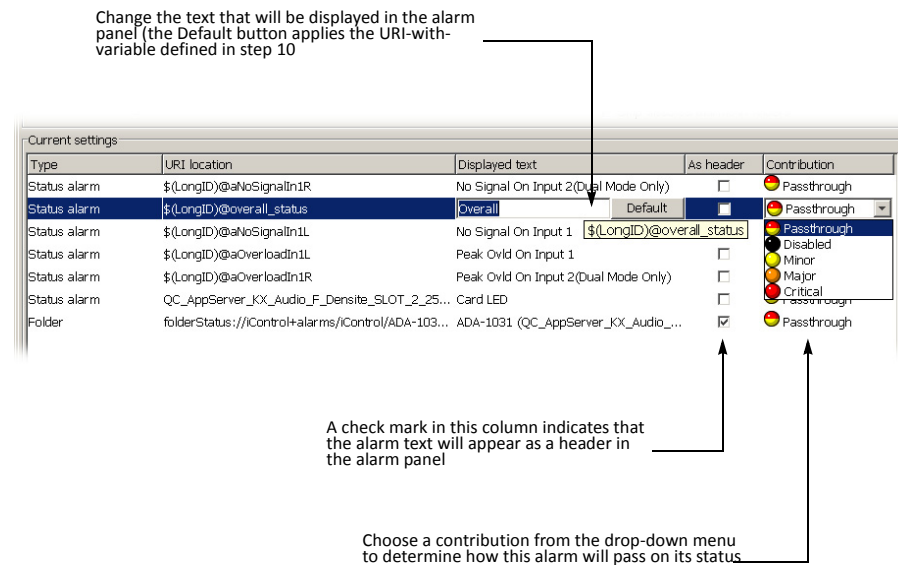 Change the text that will be displayed in the alarm
panel (the Default button applies the URI-with-
variable defined in step 10
Current settings
Type URI location Displayed text As header Contribution
Status alarm $(LongID)@aNoSignalIn1R No Signal On Input 2(Dual Mode Only) Passthrough
Status alarm $(LongID)@overall_status Overall Default Passthrough
Status alarm $(LongID)@aNoSignalIn1L No Signal On Input 1 $(LongID)@overall_status Passthrough
Disabled
Status alarm $(LongID)@aOverloadIn1L Peak Ovld On Input 1 Minor
Status alarm $(LongID)@aOverloadIn1R Peak Ovld On Input 2(Dual Mode Only) Major
Critical
Status alarm QC_AppServer_KX_Audio_F_Densite_SLOT_2_25... Card LED Passthrough
Folder folderStatus://iControl+alarms/iControl/ADA-103... ADA-1031 (QC_AppServer_KX_Audio_... Passthrough
A check mark in this column indicates that
the alarm text will appear as a header in
the alarm panel
Choose a contribution from the drop-down menu
to determine how this alarm will pass on its status